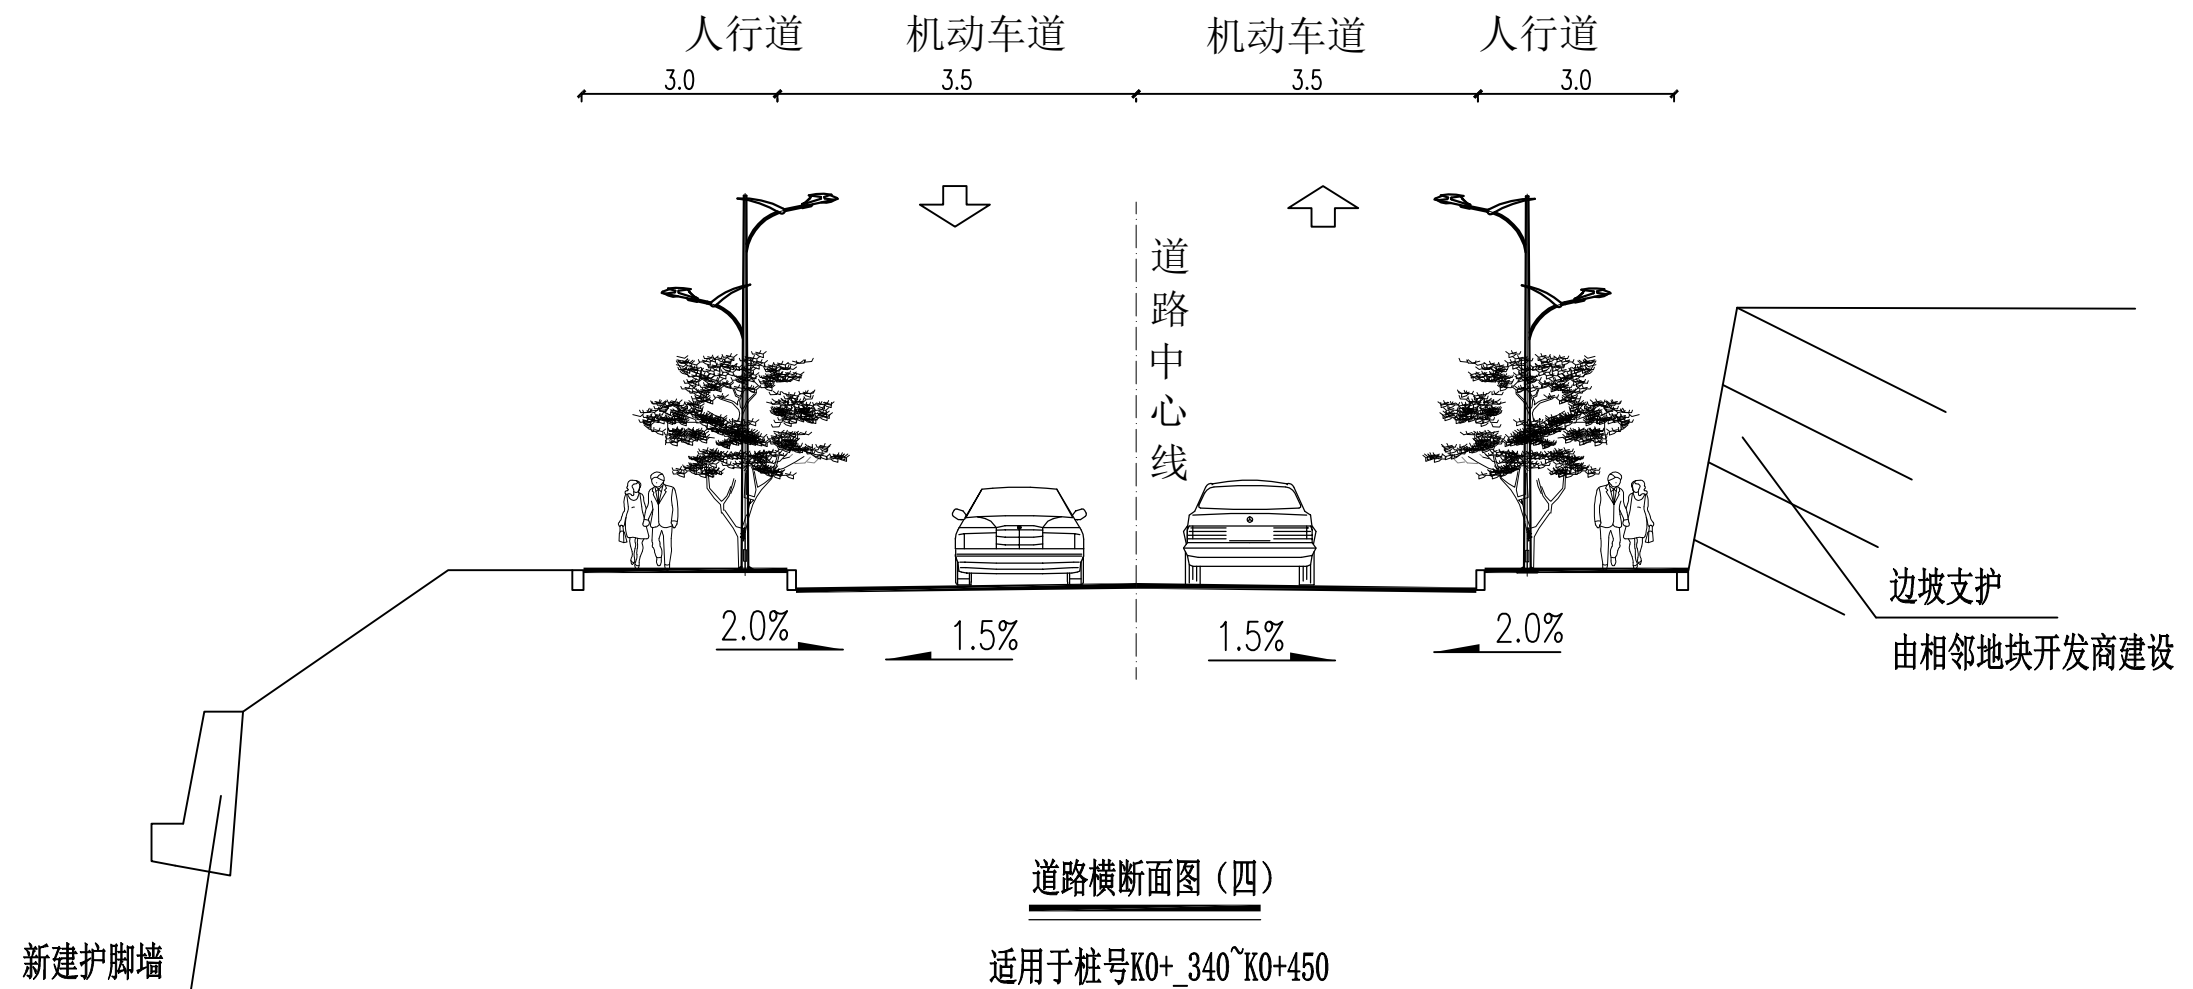 人行道 机动车道 机动车道 人行道
3.0 3.5 3.5 3.0
道路中心线
2.0% 1.5% 1.5% 2.0%
边坡支护
由相邻地块开发商建设
道路横断面图（四）
新建护脚墙
适用于桩号K0+_340~K0+450